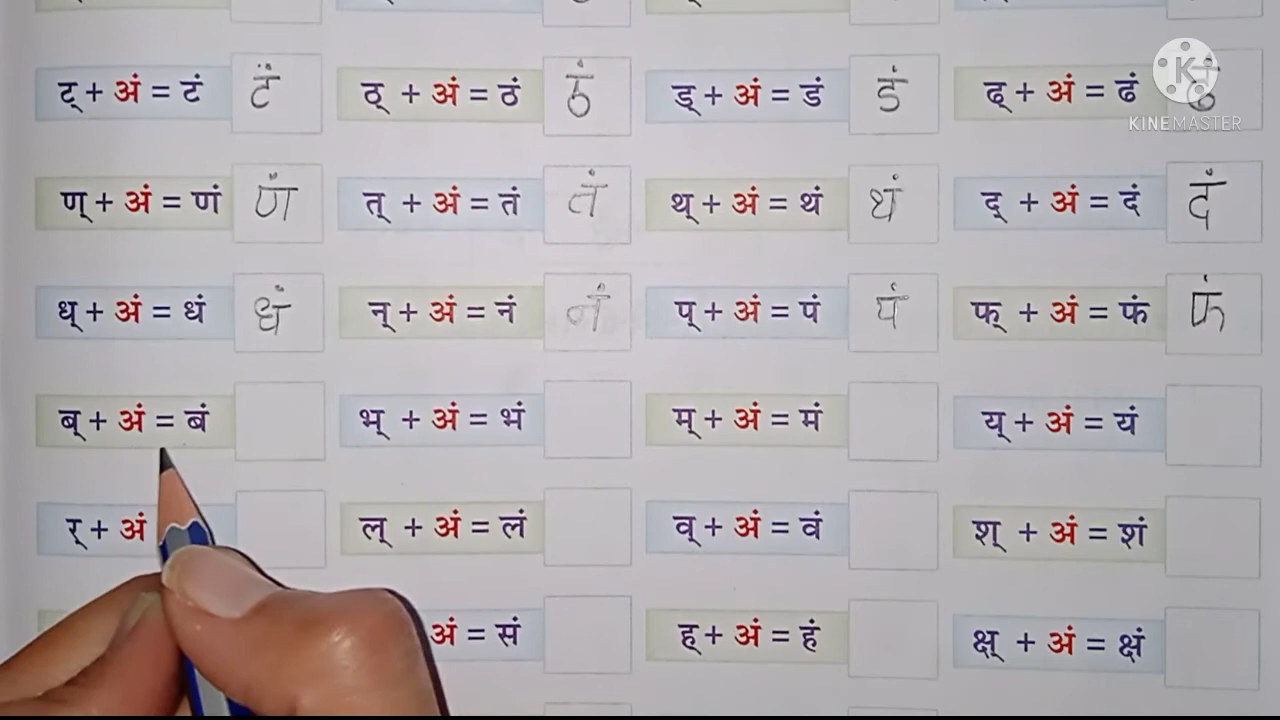 ट् + अं = टं टं ठ् + अं = ठं ठं ड् + अं = डं डं ढ् + अं = ढं ढं
KINEMASTER
ण् + अं = णं णं त् + अं = तं तं थ् + अं = थं थं द् + अं = दं दं
ध् + अं = धं धं न् + अं = नं नं प् + अं = पं पं फ् + अं = फं फं
ब् + अं = बं भ् + अं = भं म् + अं = मं य् + अं = यं
र् + अं ल् + अं = लं व् + अं = वं श् + अं = शं
अं = सं ह् + अं = हं क्ष् + अं = क्षं